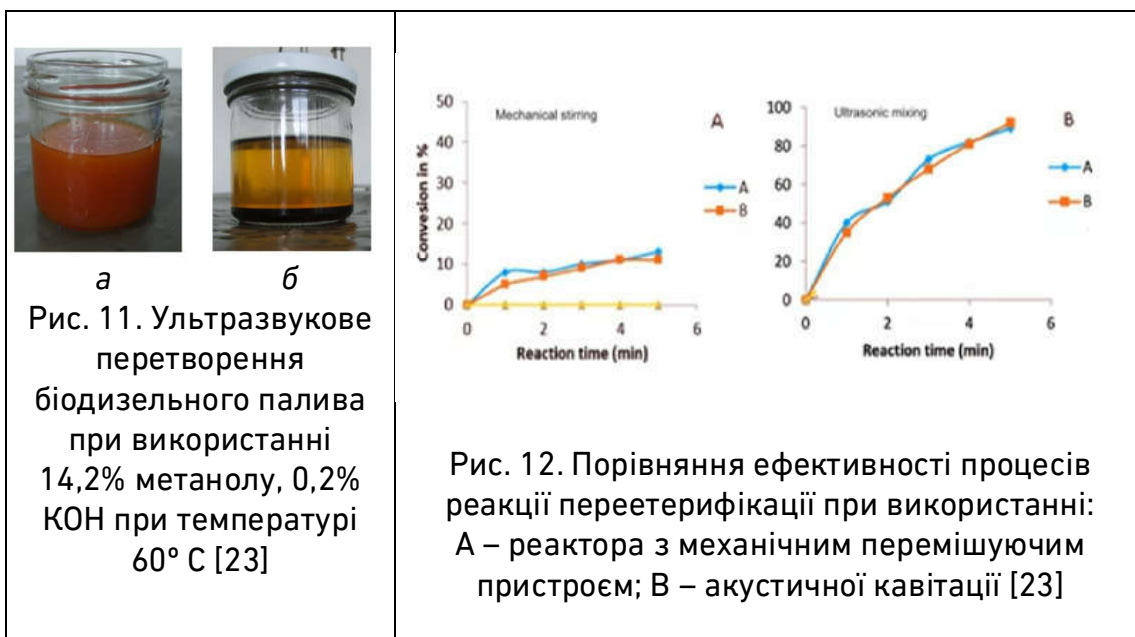 а б
Рис. 11. Ультразвукове
перетворення
біодизельного палива
при використанні
14,2% метанолу, 0,2%
КОН при температурі
60º С [23]
50
40
30
20
10
0
Convesion in %
Mechanical stirring
A
A
B
0 2 4 6
Reaction time (min)
100
80
60
40
20
0
Ultrasonic mixing
B
A
B
0 2 4 6
Reaction time (min)
Рис. 12. Порівняння ефективності процесів
реакції переетерифікації при використанні:
А – реактора з механічним перемішуючим
пристроєм; В – акустичної кавітації [23]